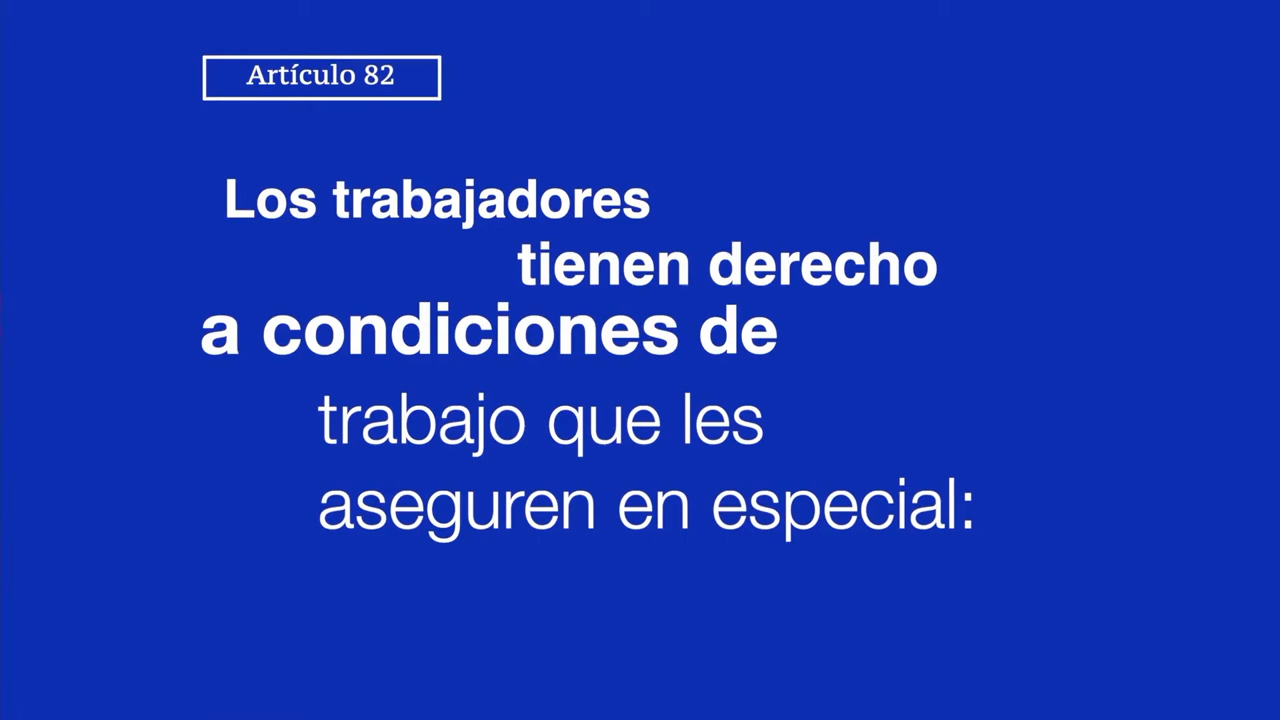 Artículo 82
Los trabajadores
tienen derecho
a condiciones de
trabajo que les
aseguren en especial: